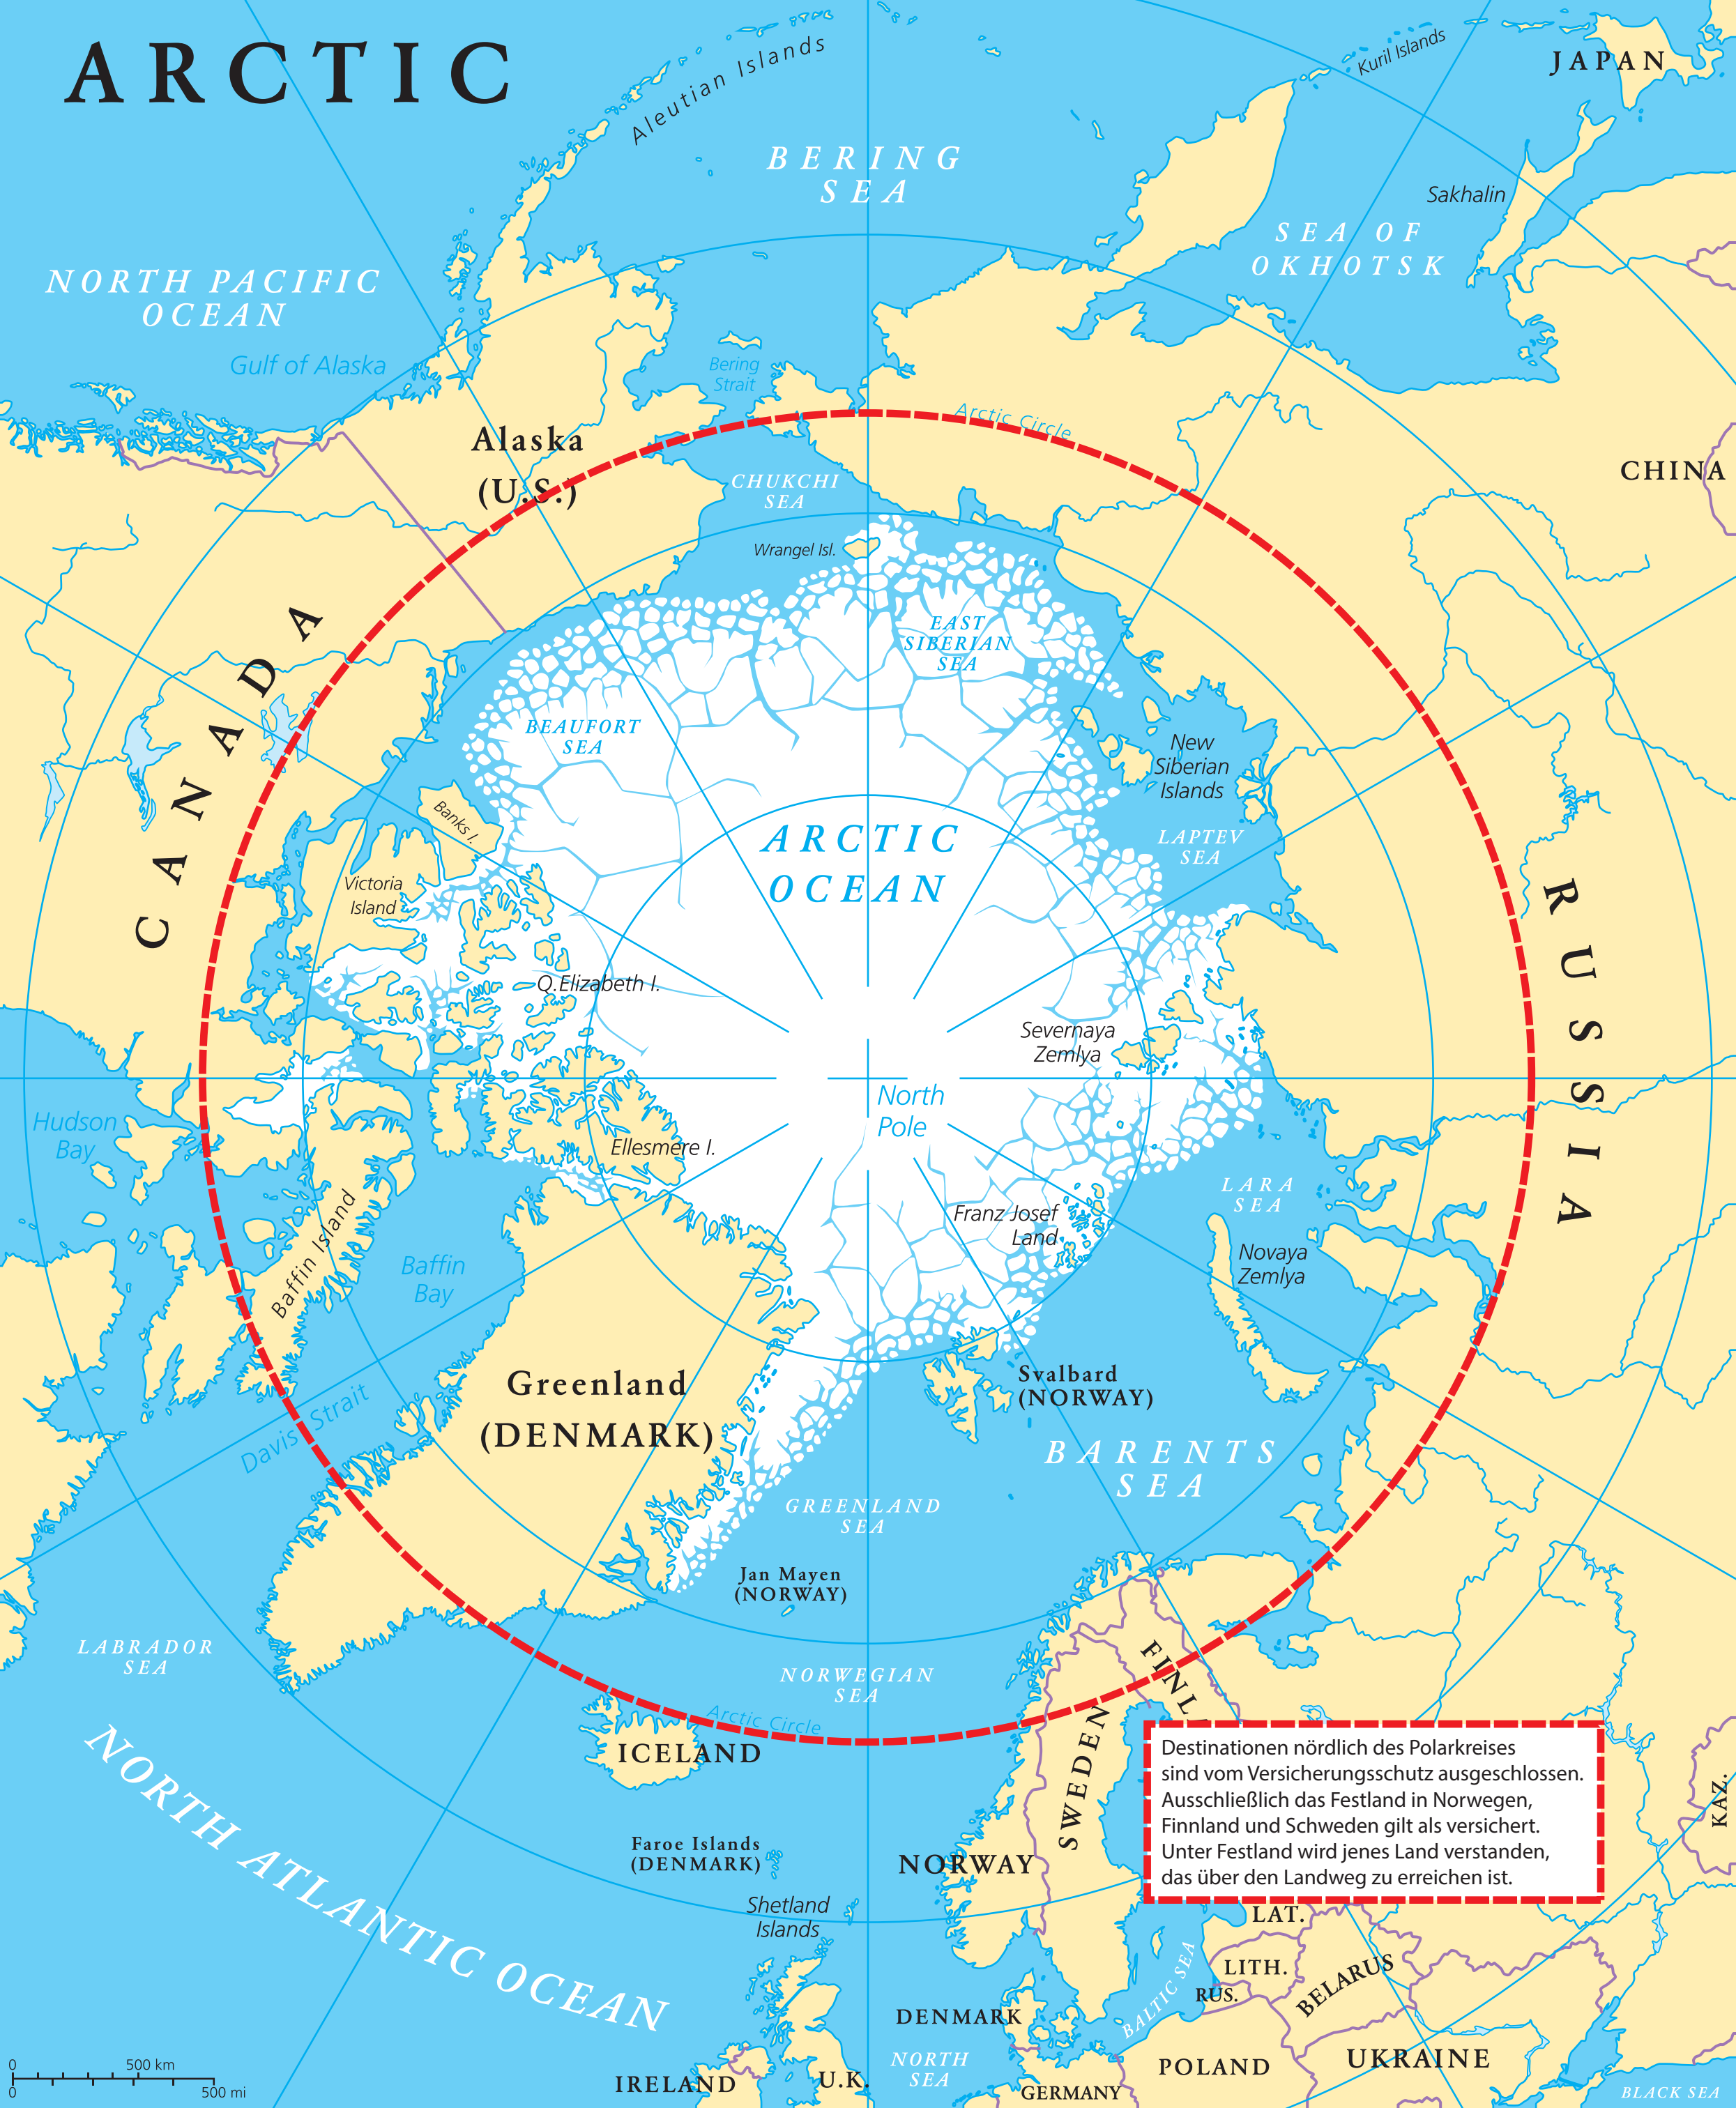 ARCTIC
Aleutian Islands
Kuril Islands
JAPAN
BERING
SEA
Sakhalin
SEA OF
OKHOTSK
NORTH PACIFIC
OCEAN
Gulf of Alaska
Bering
Strait
Arctic Circle
Alaska
(U.S.)
CHINA
CHUKCHI
SEA
Wrangel Isl.
EAST
SIBERIAN
SEA
CANADA
BEAUFORT
SEA
New
Siberian
Islands
Banks I.
ARCTIC
OCEAN
LAPTEV
SEA
Victoria
Island
RUSSIA
Q.Elizabeth I.
Severnaya
Zemlya
North
Pole
Hudson
Bay
Ellesmere I.
LARA
SEA
Franz Josef
Land
Baffin Island
Novaya
Zemlya
Baffin
Bay
Greenland
(DENMARK)
Svalbard
(NORWAY)
Davis Strait
BARENTS
SEA
GREENLAND
SEA
Jan Mayen
(NORWAY)
LABRADOR
SEA
NORWEGIAN
SEA
FINL
Arctic Circle
ICELAND
SWEDEN
Destinationen nördlich des Polarkreises
sind vom Versicherungsschutz ausgeschlossen.
Ausschließlich das Festland in Norwegen,
Finnland und Schweden gilt als versichert.
Unter Festland wird jenes Land verstanden,
das über den Landweg zu erreichen ist.
KAZ.
NORTH ATLANTIC OCEAN
Faroe Islands
(DENMARK)
NORWAY
Shetland
Islands
LAT.
LITH.
RUS.
BELARUS
BALTIC SEA
DENMARK
NORTH
SEA
POLAND
UKRAINE
0 500 km
0 500 mi
IRELAND
U.K.
GERMANY
BLACK SEA